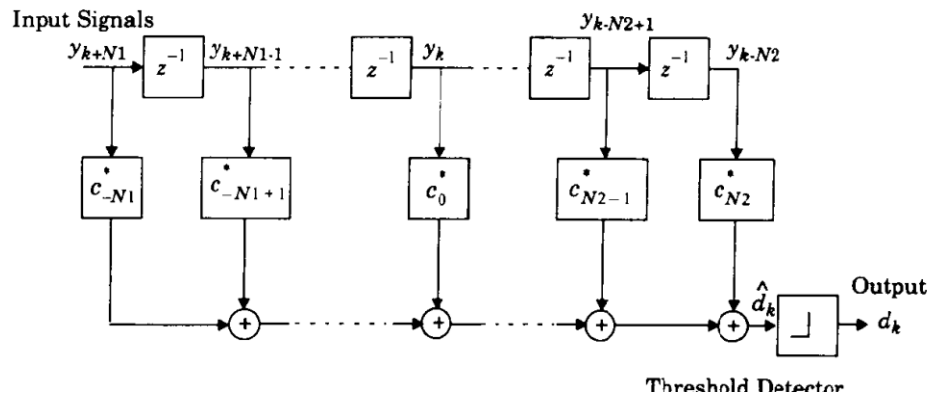 Input Signals
y_{k+N1} y_{k+N1-1} y_k y_{k-N2+1} y_{k-N2}
z^{-1} z^{-1} z^{-1} z^{-1}
c^*_{-N1} c^*_{-N1+1} c^*_0 c^*_{N2-1} c^*_{N2}
+ + + + \hat{d}_k Output
d_k
Threshold Detector